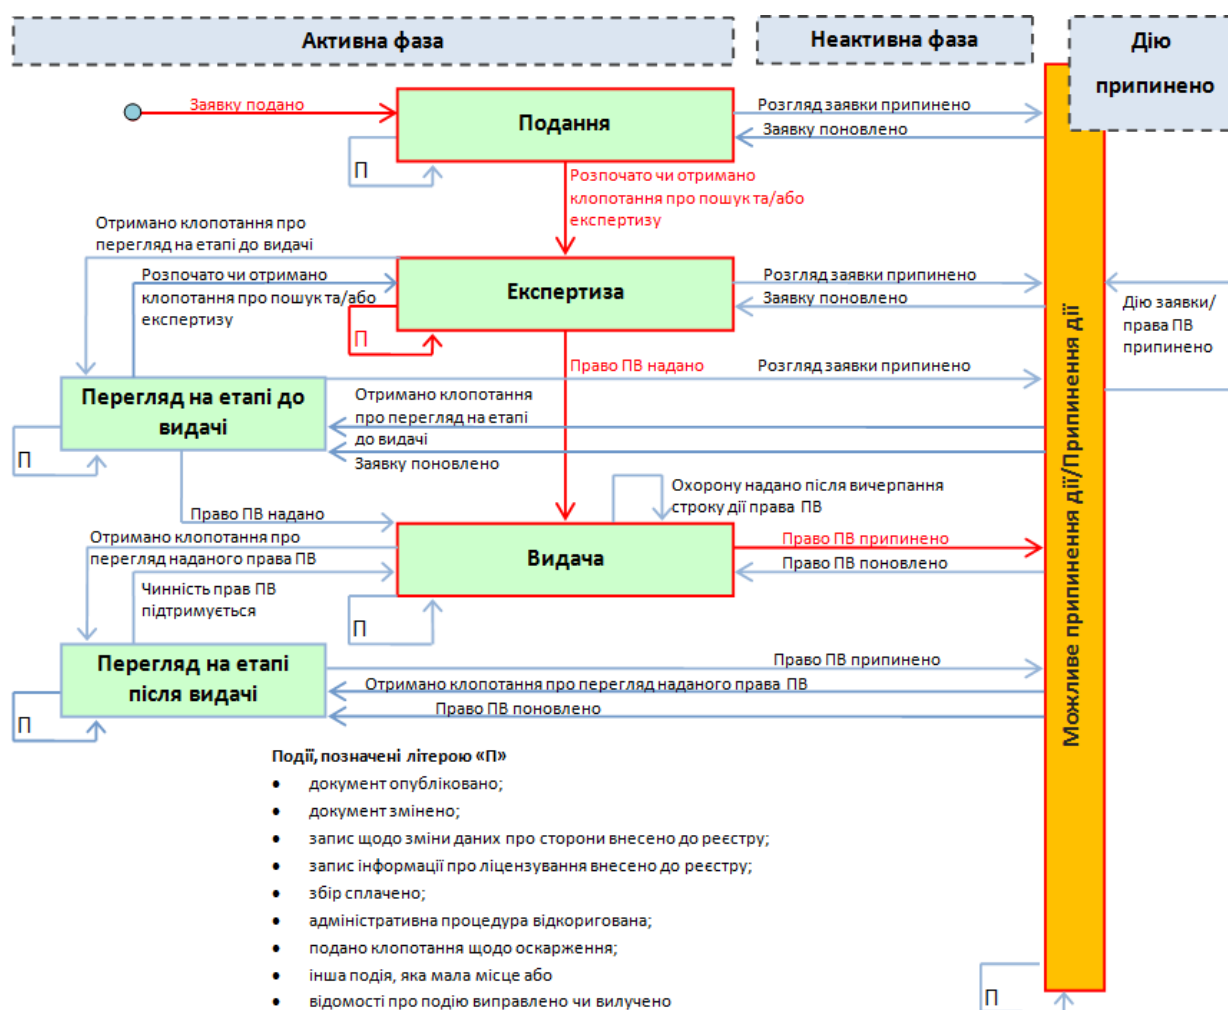 Активна фаза
Неактивна фаза
Дію
припинено
Заявку подано
Подання
Розгляд заявки припинено
Заявку поновлено
П
Розпочато чи отримано
клопотання про пошук та/або
експертизу
Отримано клопотання про
перегляд на етапі до видачі
Розпочато чи отримано
клопотання про пошук та/або
експертизу
Експертиза
Розгляд заявки припинено
Заявку поновлено
П
Дію заявки/
права ПВ
припинено
Право ПВ надано
Розгляд заявки припинено
Перегляд на етапі до
видачі
Отримано клопотання
про перегляд на етапі
до видачі
Заявку поновлено
П
Охорону надано після вичерпання
строку дії права ПВ
Право ПВ надано
Отримано клопотання про
перегляд наданого права ПВ
Видача
Право ПВ припинено
Право ПВ поновлено
Чинність прав ПВ
підтримується
П
Перегляд на етапі
після видачі
Право ПВ припинено
Отримано клопотання про перегляд наданого права ПВ
Право ПВ поновлено
П
Можливе припинення дії/Припинення дії
Події, позначені літерою «П»
• документ опубліковано;
• документ змінено;
• запис щодо зміни даних про сторони внесено до реєстру;
• запис інформації про ліцензування внесено до реєстру;
• збір сплачено;
• адміністративна процедура відкоригована;
• подано клопотання щодо оскарження;
• інша подія, яка мала місце або
• відомості про подію виправлено чи вилучено
П